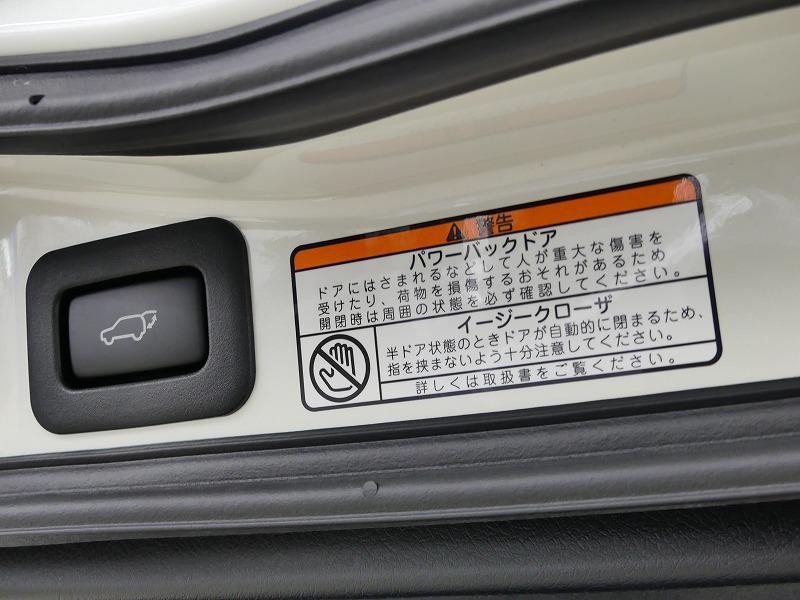 警告
パワーバックドア
ドアにはさまれるなどして人が重大な傷害を
受けたり、荷物を損傷するおそれがあるため
開閉時は周囲の状態を必ず確認してください。
イージークローザ
半ドア状態のときドアが自動的に閉まるため、
指を挟まないよう十分注意してください。
詳しくは取扱書をご覧ください。